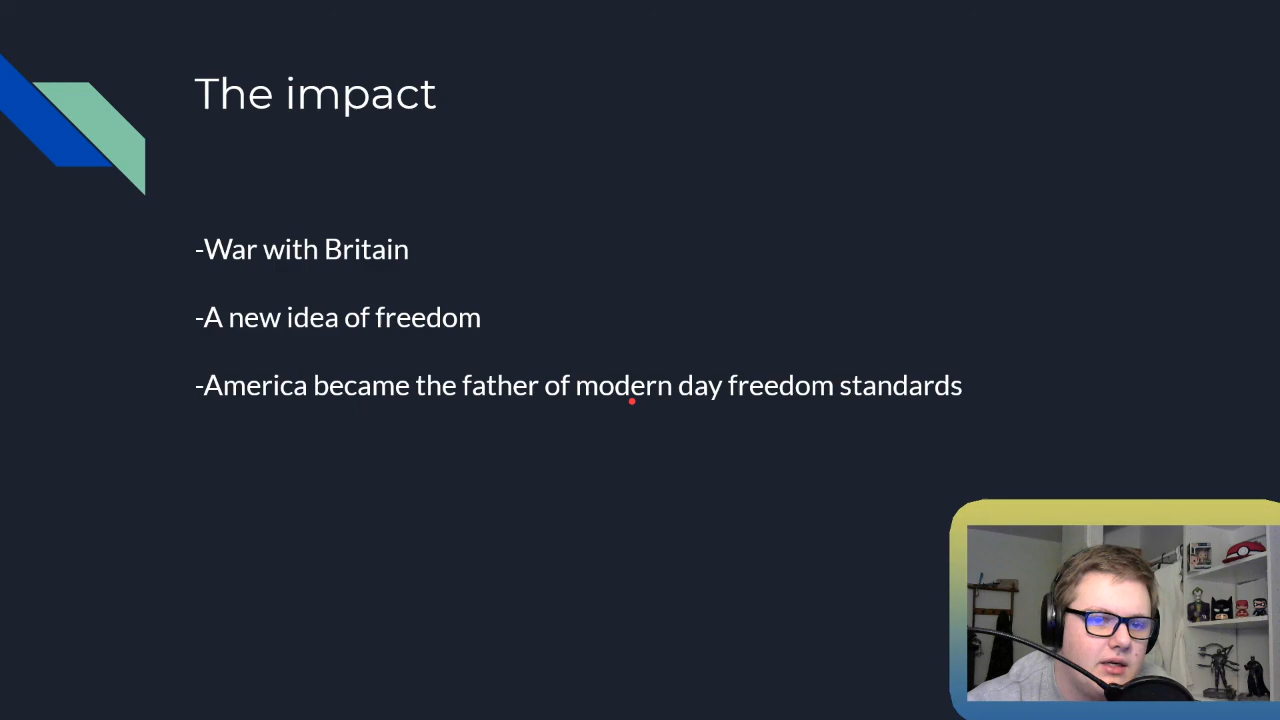 The impact
-War with Britain
-A new idea of freedom
-America became the father of modern day freedom standards